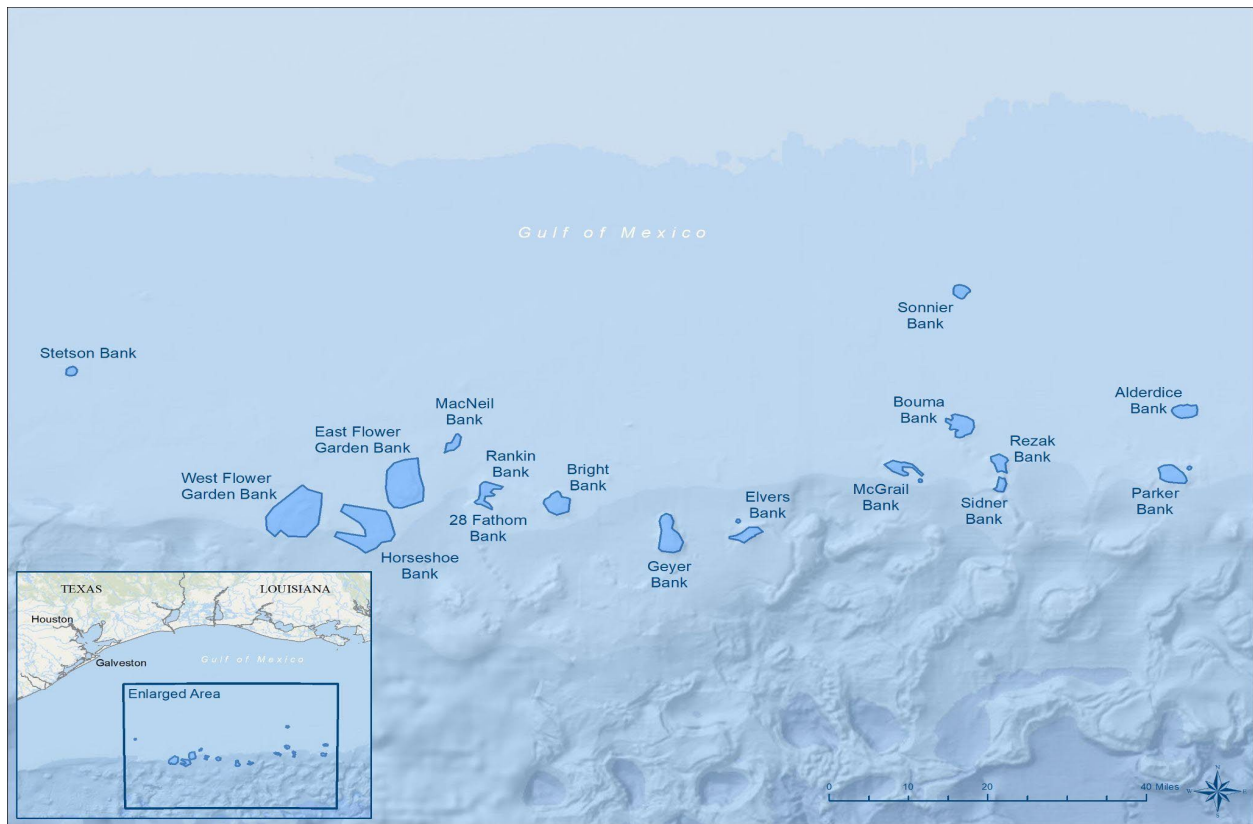 Gulf of Mexico
Sonnier
Bank
Stetson Bank
Alderdice
Bank
Bouma
Bank
MacNeil
Bank
East Flower
Garden Bank
Rezak
Bank
Rankin
Bank
Bright
Bank
West Flower
Garden Bank
McGrail
Bank
Parker
Bank
Elvers
Bank
Sidner
Bank
28 Fathom
Bank
Horseshoe
Bank
Geyer
Bank
TEXAS
LOUISIANA
Houston
Galveston
Gulf of Mexico
Enlarged Area
0
10
20
40 Miles
N